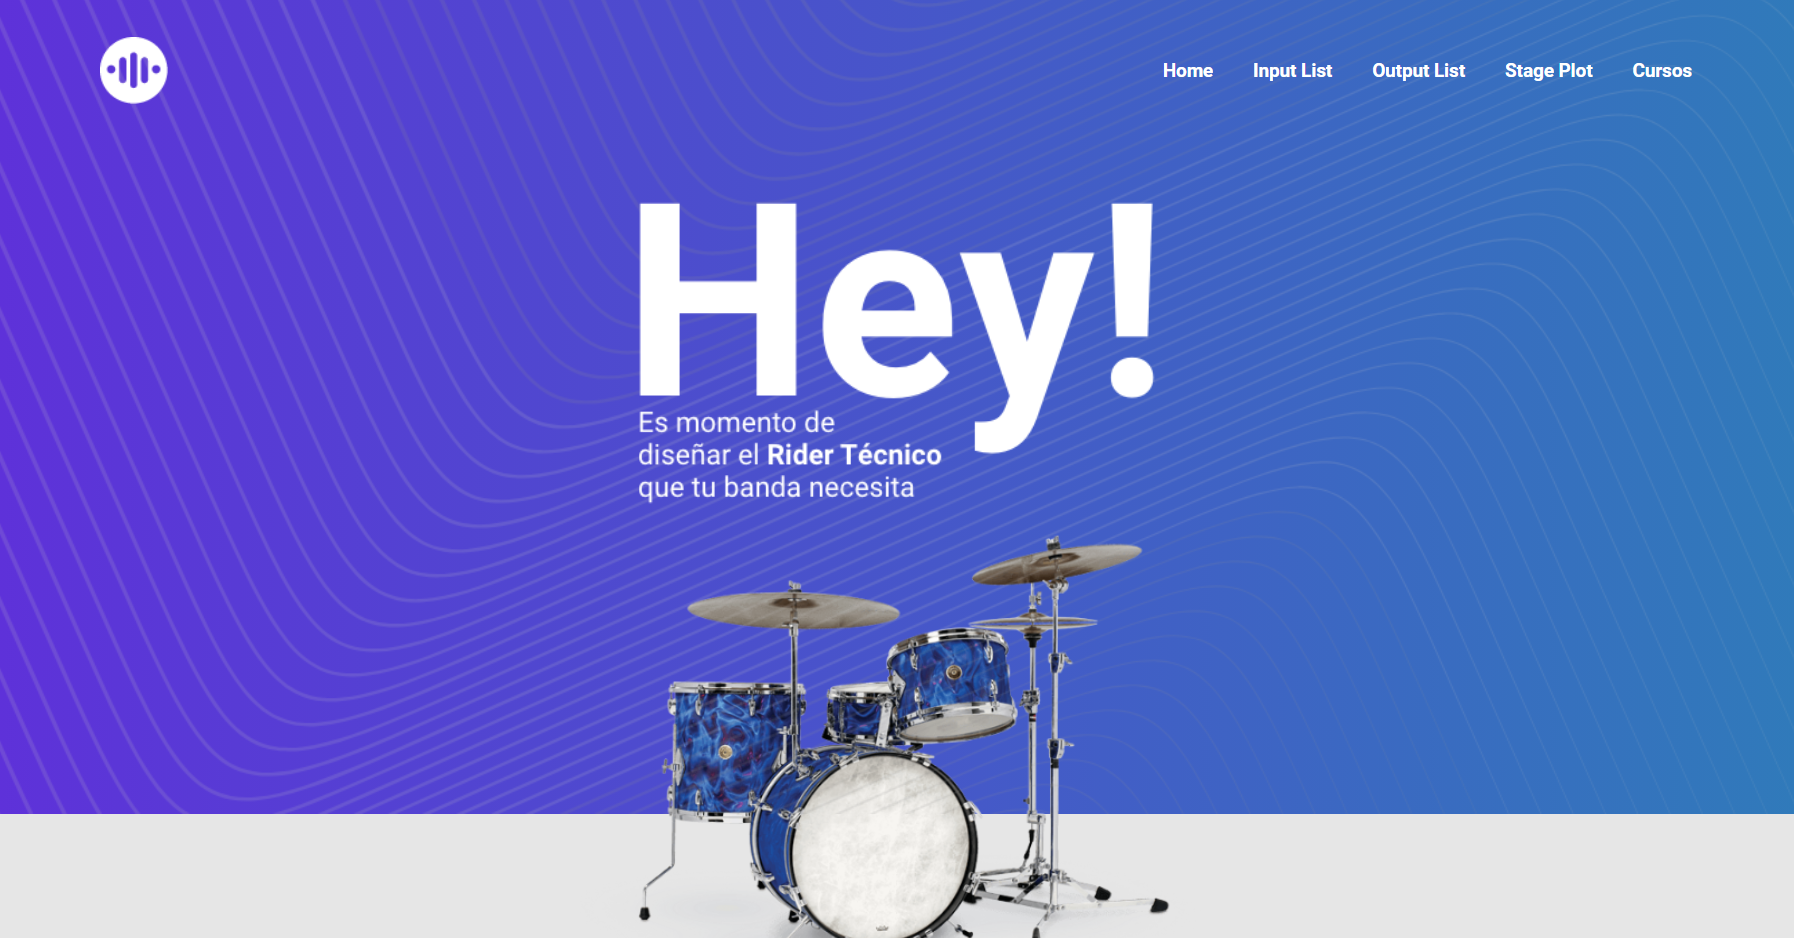 Home
Input List
Output List
Stage Plot
Cursos
Hey!
Es momento de
diseñar el Rider Técnico
que tu banda necesita